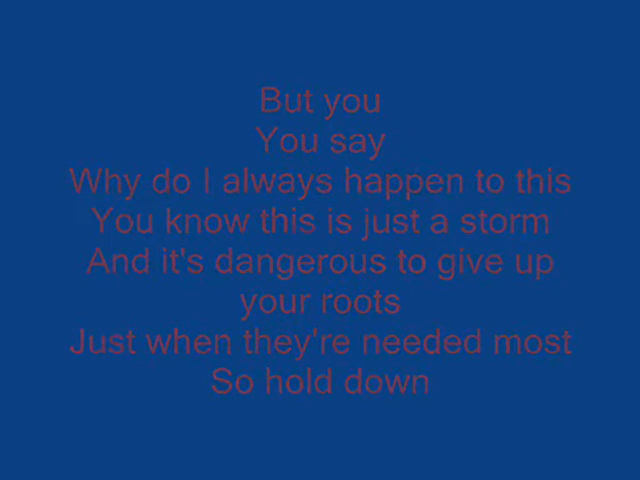 But you
You say
Why do I always happen to this
You know this is just a storm
And it's dangerous to give up
your roots
Just when they're needed most
So hold down